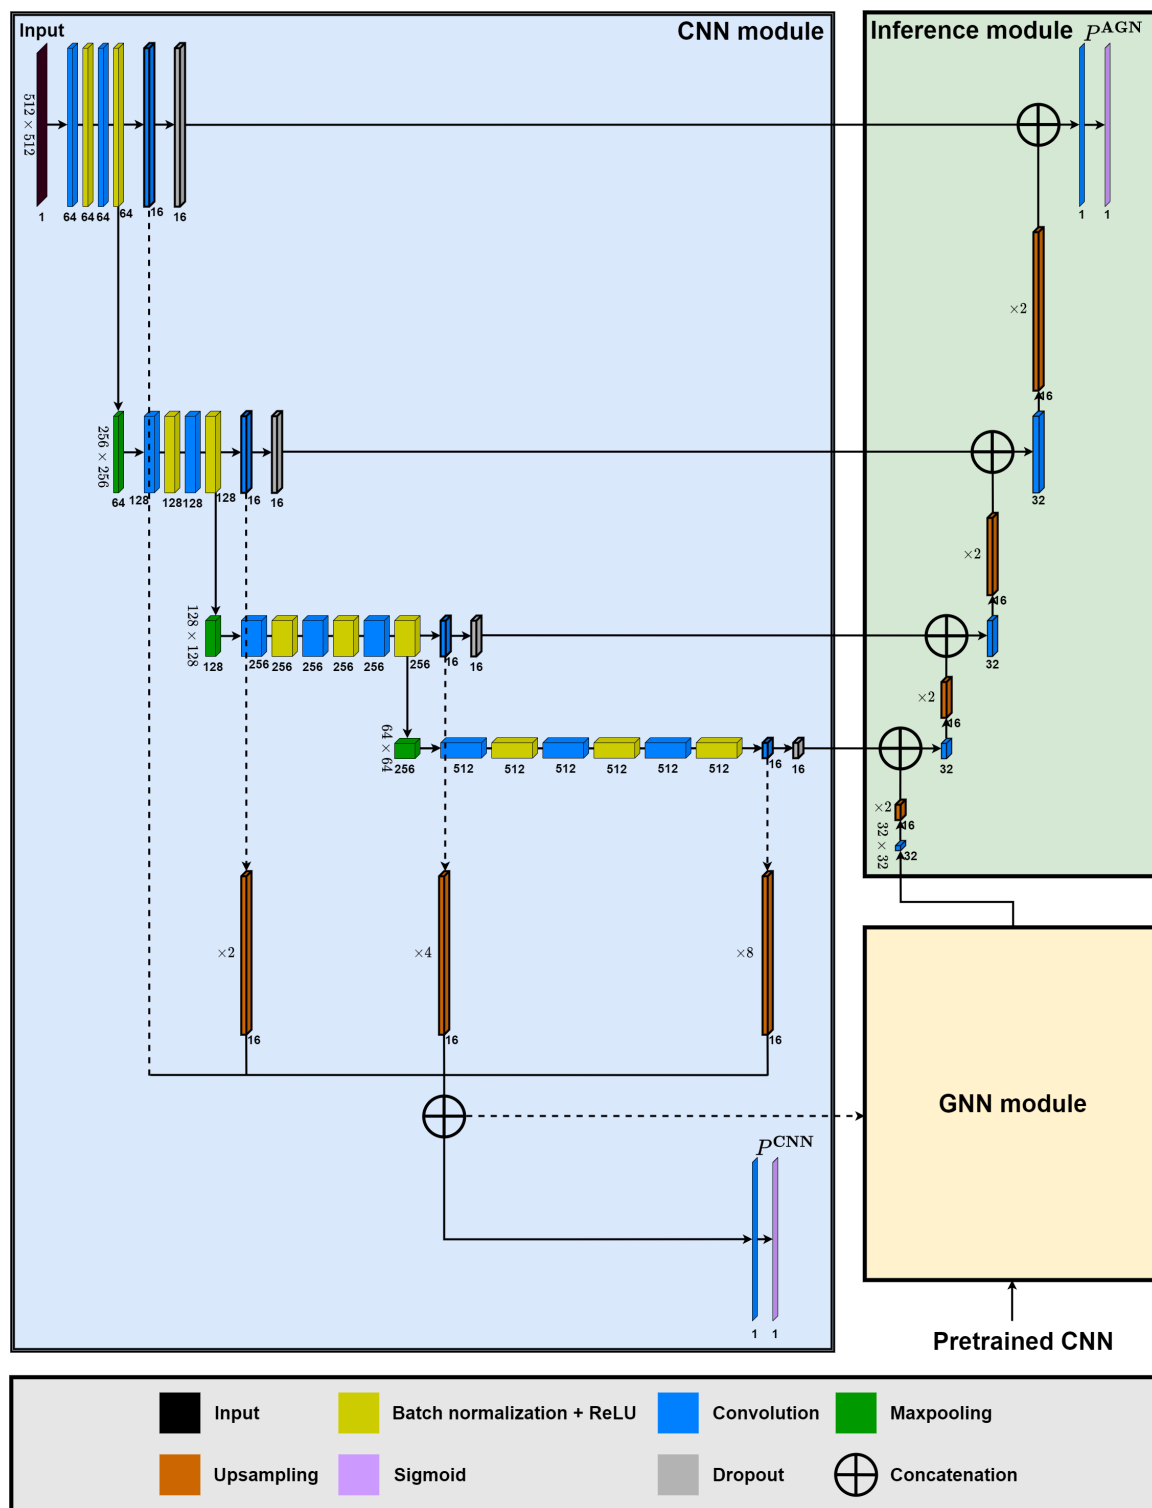 Input
CNN module
512 × 512
1
64
64
64
64
16
16
256 × 256
64
128
128
128
128
16
16
128 × 128
128
256
256
256
256
256
256
16
16
64 × 64
256
512
512
512
512
512
512
16
16
×2
16
×4
16
×8
16
P^CNN
1
1
Inference module
P^AGN
1
1
×2
16
32
×2
16
32
×2
16
32
×2
16
32 × 32
32
GNN module
Pretrained CNN
Input
Batch normalization + ReLU
Convolution
Maxpooling
Upsampling
Sigmoid
Dropout
Concatenation